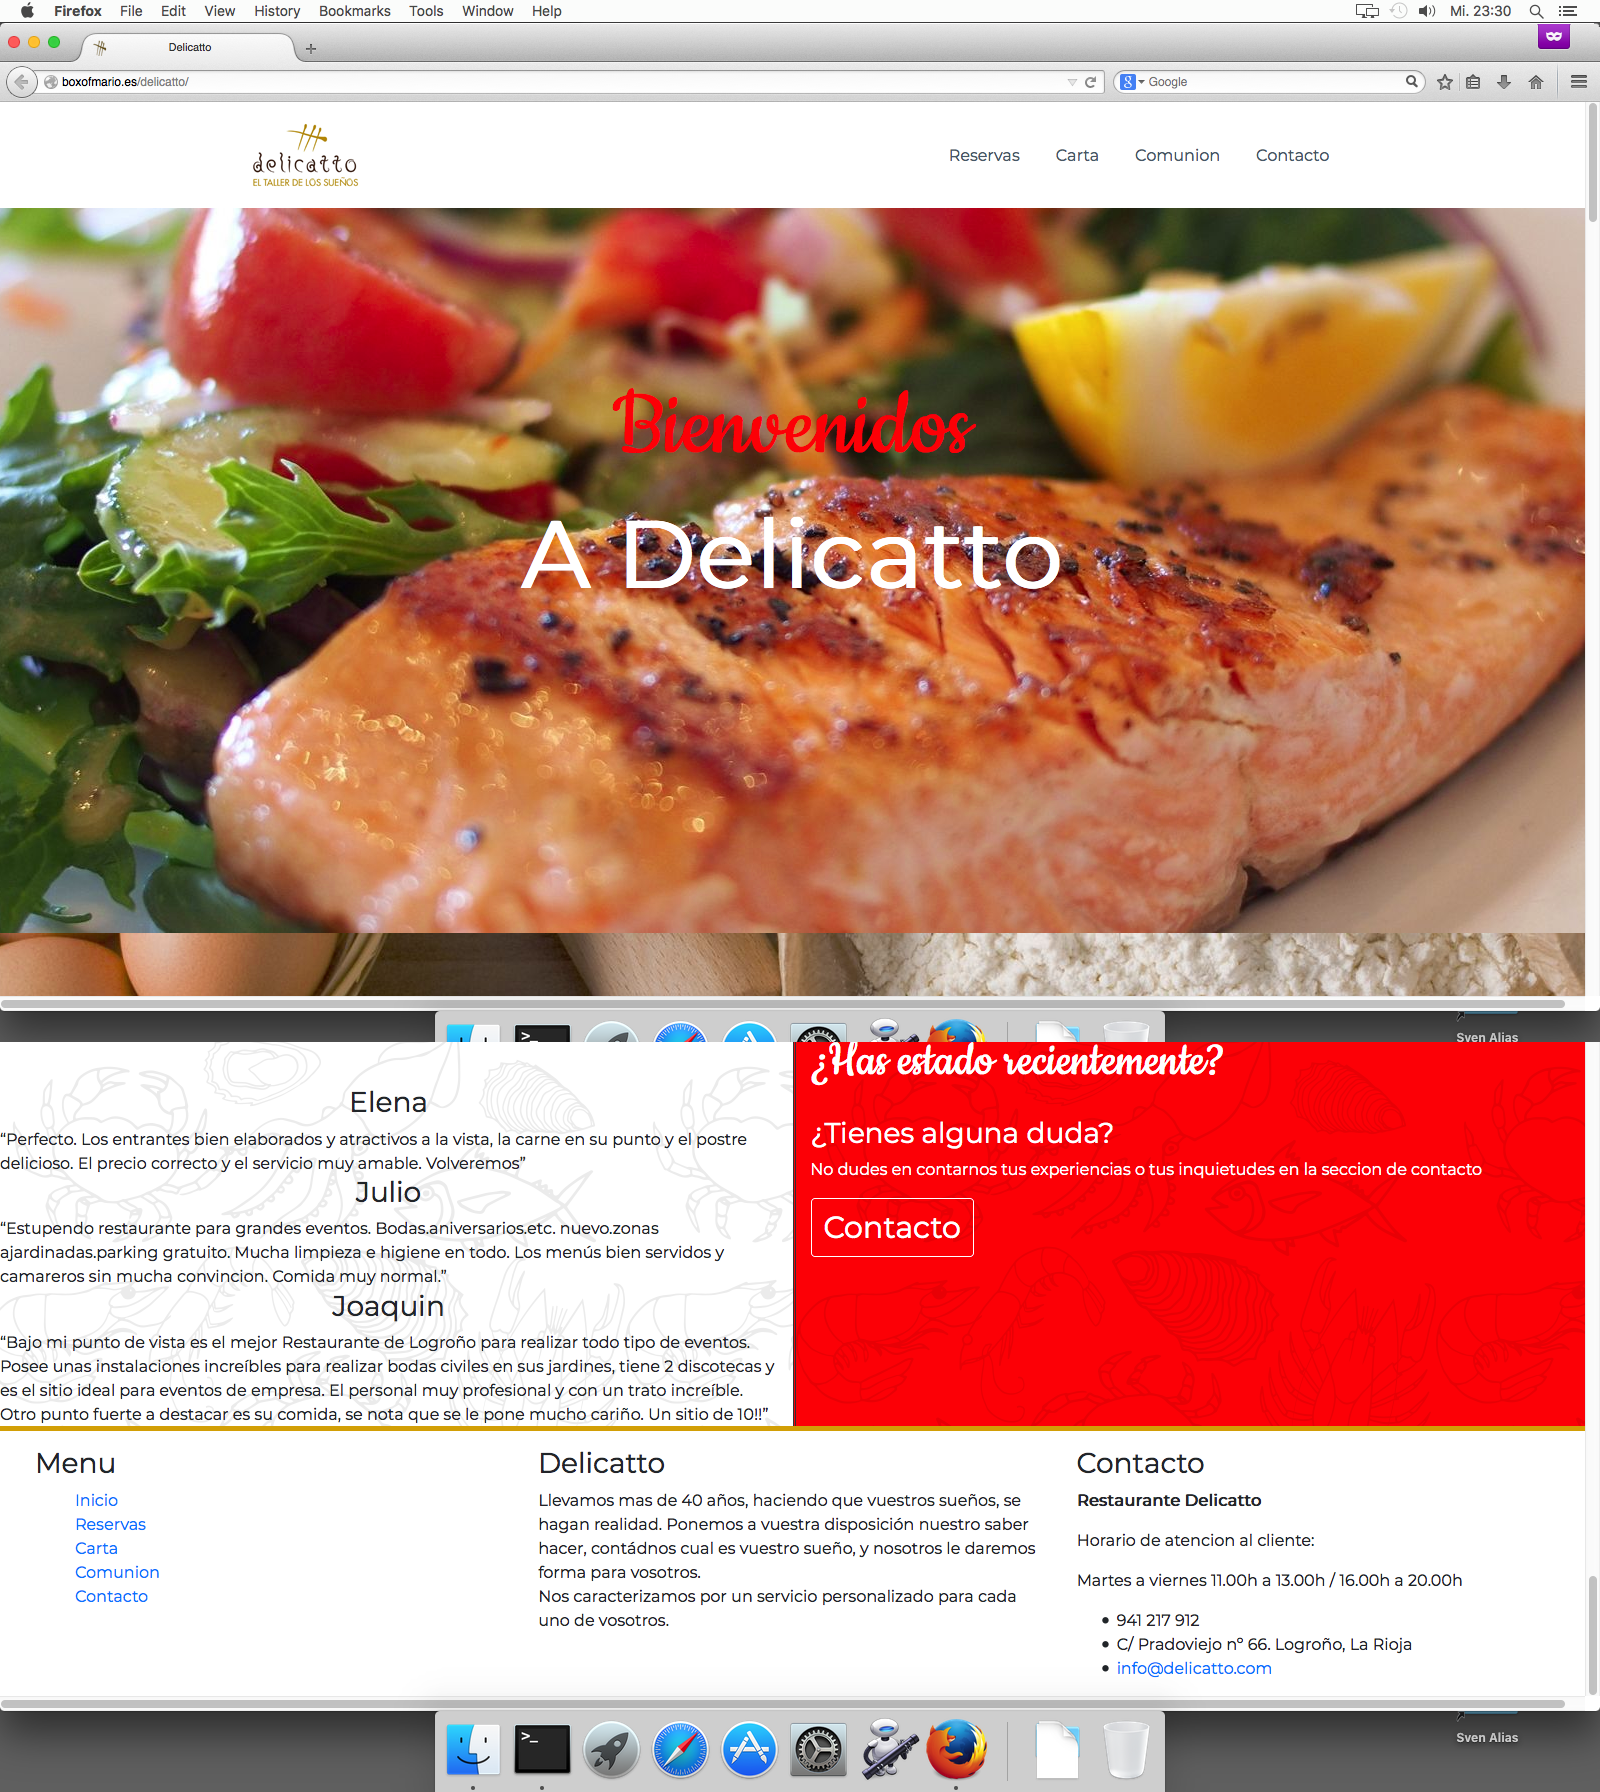 Firefox File Edit View History Bookmarks Tools Window Help Mi. 23:30
Delicatto
boxofmario.es/delicatto/
Google
delicatto
EL TALLER DE LOS SUEÑOS
Reservas Carta Comunion Contacto
Bienvenidos
A Delicatto
Sven Alias
¿Has estado recientemente?
Elena
“Perfecto. Los entrantes bien elaborados y atractivos a la vista, la carne en su punto y el postre
delicioso. El precio correcto y el servicio muy amable. Volveremos”
Julio
“Estupendo restaurante para grandes eventos. Bodas.aniversarios.etc. nuevo.zonas
ajardinadas.parking gratuito. Mucha limpieza e higiene en todo. Los menús bien servidos y
camareros sin mucha convincion. Comida muy normal.”
Joaquin
“Bajo mi punto de vista es el mejor Restaurante de Logroño para realizar todo tipo de eventos.
Posee unas instalaciones increíbles para realizar bodas civiles en sus jardines, tiene 2 discotecas y
es el sitio ideal para eventos de empresa. El personal muy profesional y con un trato increíble.
Otro punto fuerte a destacar es su comida, se nota que se le pone mucho cariño. Un sitio de 10!!”
¿Tienes alguna duda?
No dudes en contarnos tus experiencias o tus inquietudes en la seccion de contacto
Contacto
Menu
Inicio
Reservas
Carta
Comunion
Contacto
Delicatto
Llevamos mas de 40 años, haciendo que vuestros sueños, se
hagan realidad. Ponemos a vuestra disposición nuestro saber
hacer, contádnos cual es vuestro sueño, y nosotros le daremos
forma para vosotros.
Nos caracterizamos por un servicio personalizado para cada
uno de vosotros.
Contacto
Restaurante Delicatto
Horario de atencion al cliente:
Martes a viernes 11.00h a 13.00h / 16.00h a 20.00h
941 217 912
C/ Pradoviejo nº 66. Logroño, La Rioja
info@delicatto.com
Sven Alias